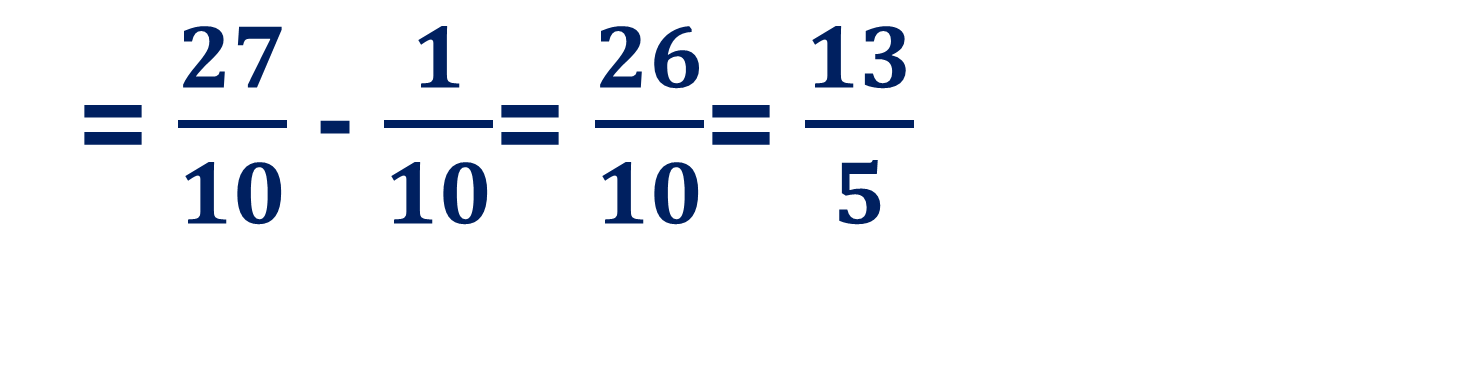 = 27/10 - 1/10 = 26/10 = 13/5